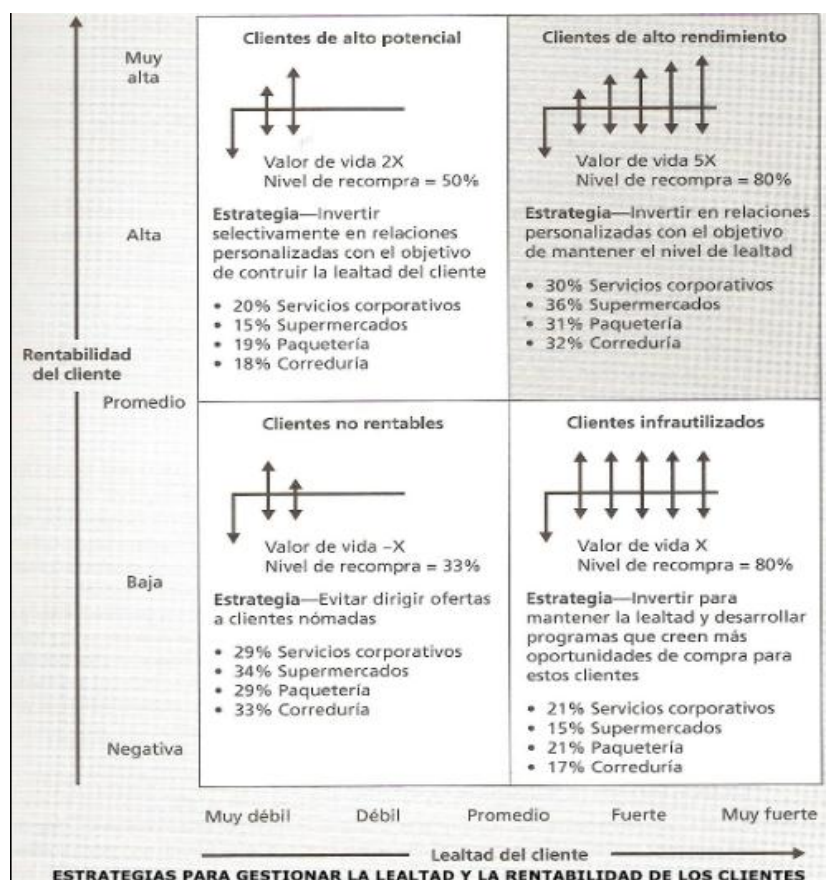 Muy
alta
Alta
Rentabilidad
del cliente
Promedio
Baja
Negativa
Clientes de alto potencial
Valor de vida 2X
Nivel de recompra = 50%
Estrategia—Invertir
selectivamente en relaciones
personalizadas con el objetivo
de contruir la lealtad del cliente
• 20% Servicios corporativos
• 15% Supermercados
• 19% Paquetería
• 18% Correduría
Clientes de alto rendimiento
Valor de vida 5X
Nivel de recompra = 80%
Estrategia—Invertir en relaciones
personalizadas con el objetivo
de mantener el nivel de lealtad
• 30% Servicios corporativos
• 36% Supermercados
• 31% Paquetería
• 32% Correduría
Clientes no rentables
Valor de vida –X
Nivel de recompra = 33%
Estrategia—Evitar dirigir ofertas
a clientes nómadas
• 29% Servicios corporativos
• 34% Supermercados
• 29% Paquetería
• 33% Correduría
Clientes infrautilizados
Valor de vida X
Nivel de recompra = 80%
Estrategia—Invertir para
mantener la lealtad y desarrollar
programas que creen más
oportunidades de compra para
estos clientes
• 21% Servicios corporativos
• 15% Supermercados
• 21% Paquetería
• 17% Correduría
Muy débil Débil Promedio Fuerte Muy fuerte
Lealtad del cliente
ESTRATEGIAS PARA GESTIONAR LA LEALTAD Y LA RENTABILIDAD DE LOS CLIENTES